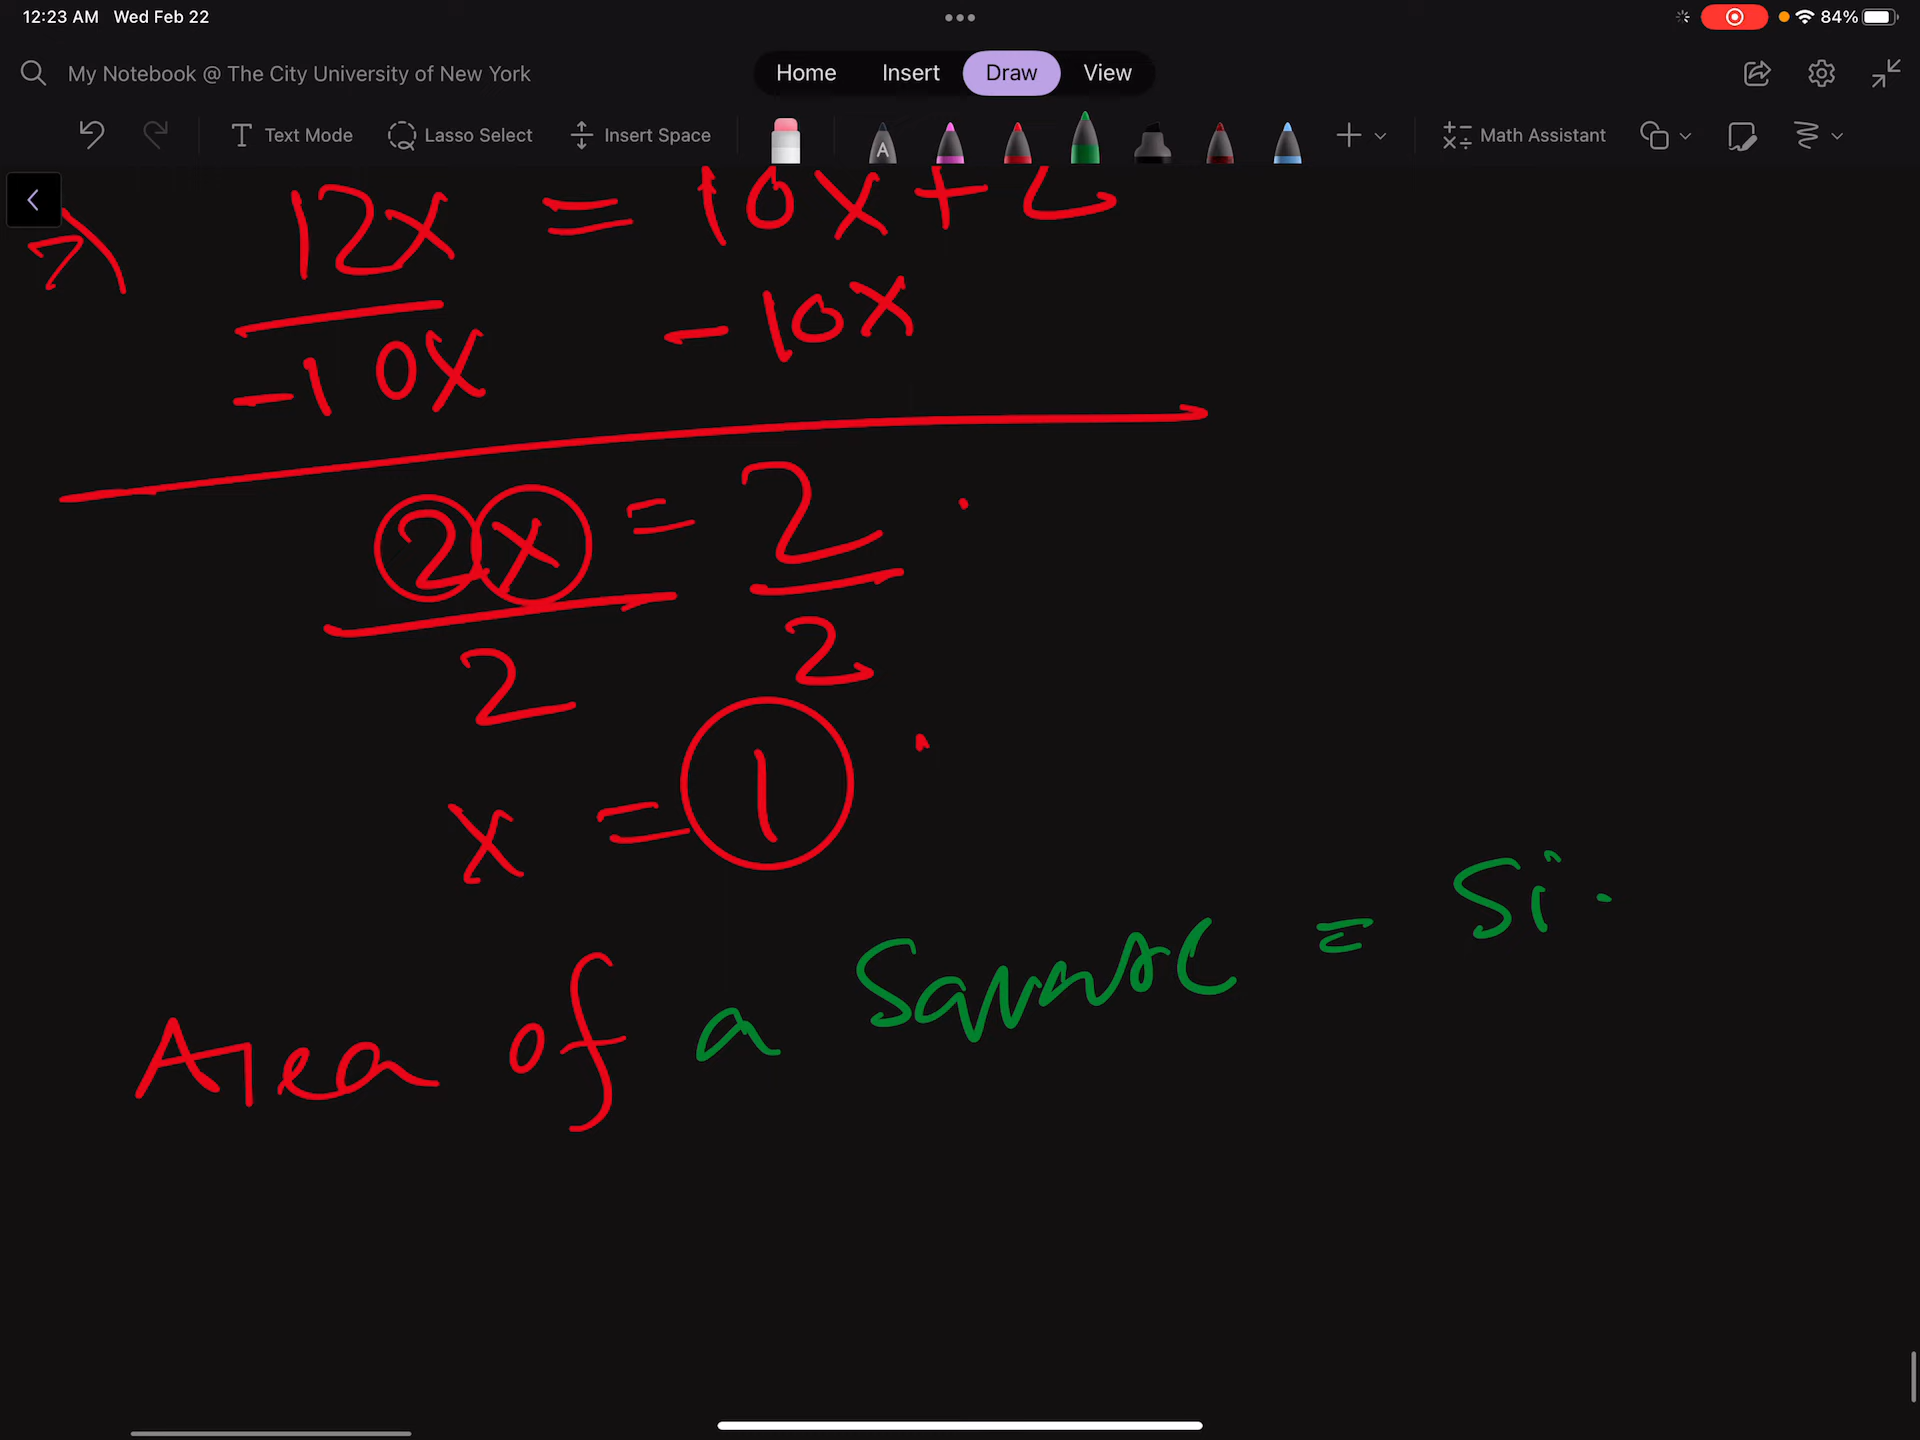 12:23 AM Wed Feb 22 84%
My Notebook @ The City University of New York
Home Insert Draw View
Text Mode Lasso Select Insert Space A Math Assistant
12x = 10x + 2
-10x -10x
2x = 2
2 2
x = 1
Area of a Square = Si